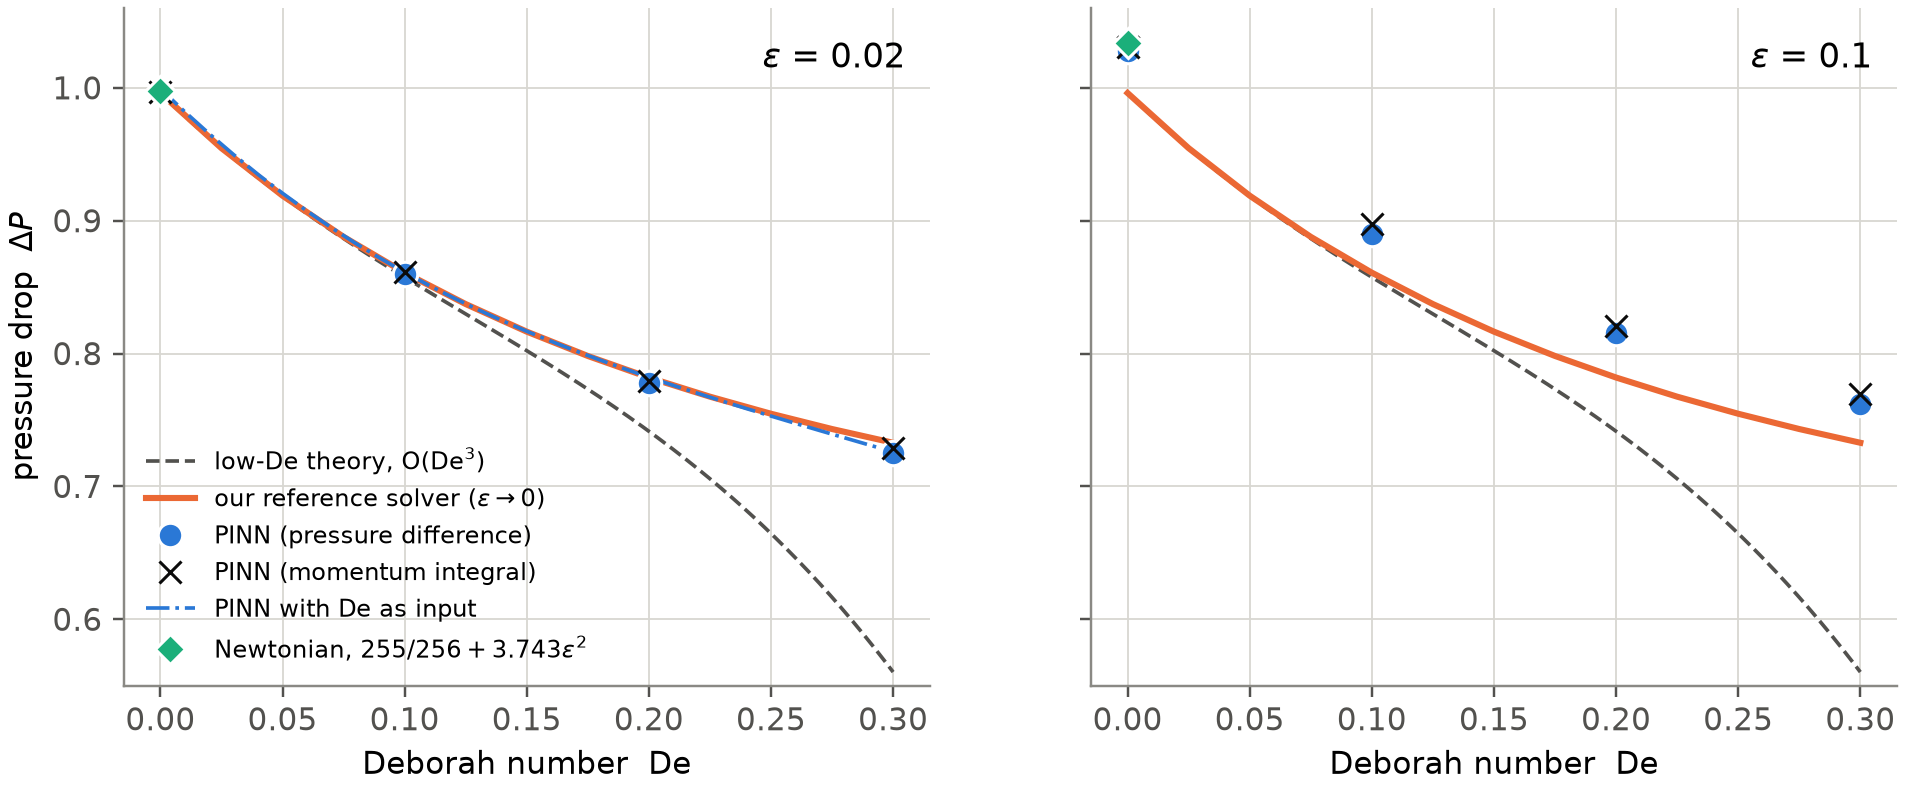 ε = 0.02
pressure drop ΔP
1.0
0.9
0.8
0.7
0.6
low-De theory, O(De³)
our reference solver (ε → 0)
PINN (pressure difference)
PINN (momentum integral)
PINN with De as input
Newtonian, 255/256 + 3.743ε²
0.00 0.05 0.10 0.15 0.20 0.25 0.30
Deborah number De
ε = 0.1
0.00 0.05 0.10 0.15 0.20 0.25 0.30
Deborah number De